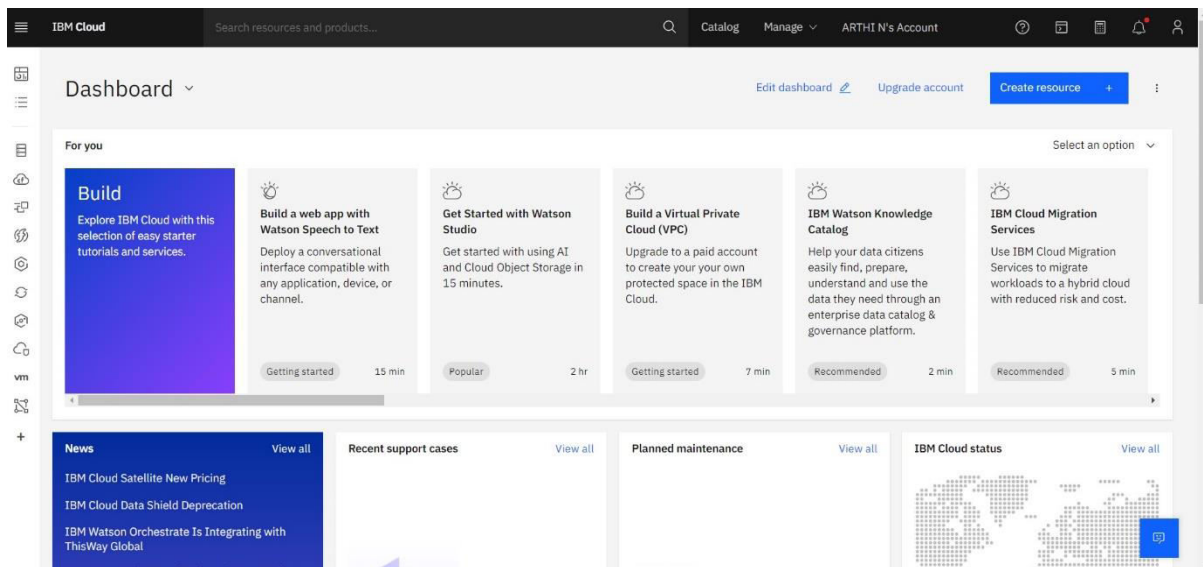 IBM Cloud
Search resources and products...
Catalog
Manage
ARTHI N's Account
Dashboard
Edit dashboard
Upgrade account
Create resource +
For you
Select an option
Build
Explore IBM Cloud with this
selection of easy starter
tutorials and services.
Build a web app with
Watson Speech to Text
Deploy a conversational
interface compatible with
any application, device, or
channel.
Getting started
15 min
Get Started with Watson
Studio
Get started with using AI
and Cloud Object Storage in
15 minutes.
Popular
2 hr
Build a Virtual Private
Cloud (VPC)
Upgrade to a paid account
to create your your own
protected space in the IBM
Cloud.
Getting started
7 min
IBM Watson Knowledge
Catalog
Help your data citizens
easily find, prepare,
understand and use the
data they need through an
enterprise data catalog &
governance platform.
Recommended
2 min
IBM Cloud Migration
Services
Use IBM Cloud Migration
Services to migrate
workloads to a hybrid cloud
with reduced risk and cost.
Recommended
5 min
vm
News
View all
IBM Cloud Satellite New Pricing
IBM Cloud Data Shield Deprecation
IBM Watson Orchestrate Is Integrating with
ThisWay Global
Recent support cases
View all
Planned maintenance
View all
IBM Cloud status
View all